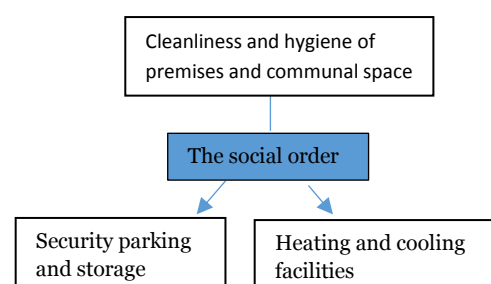 Cleanliness and hygiene of
premises and communal space
The social order
Security parking
and storage
Heating and cooling
facilities